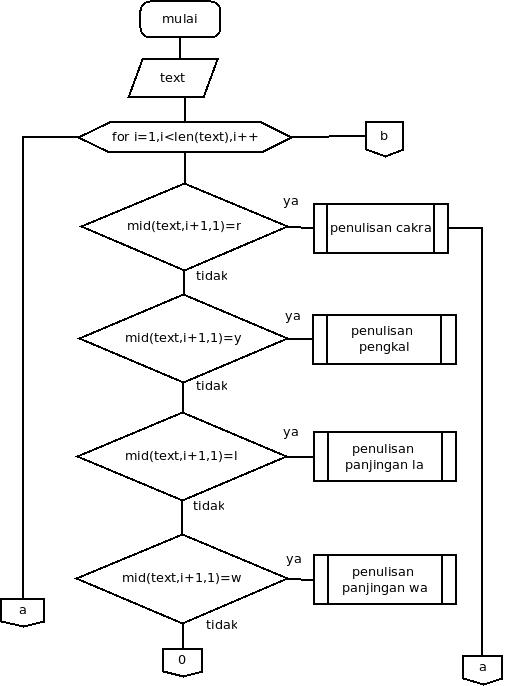 mulai
text
for i=1,i<len(text),i++
b
ya
mid(text,i+1,1)=r
penulisan cakra
tidak
ya
mid(text,i+1,1)=y
penulisan
pengkal
tidak
ya
mid(text,i+1,1)=l
penulisan
panjingan la
tidak
ya
mid(text,i+1,1)=w
penulisan
panjingan wa
a
tidak
0
a